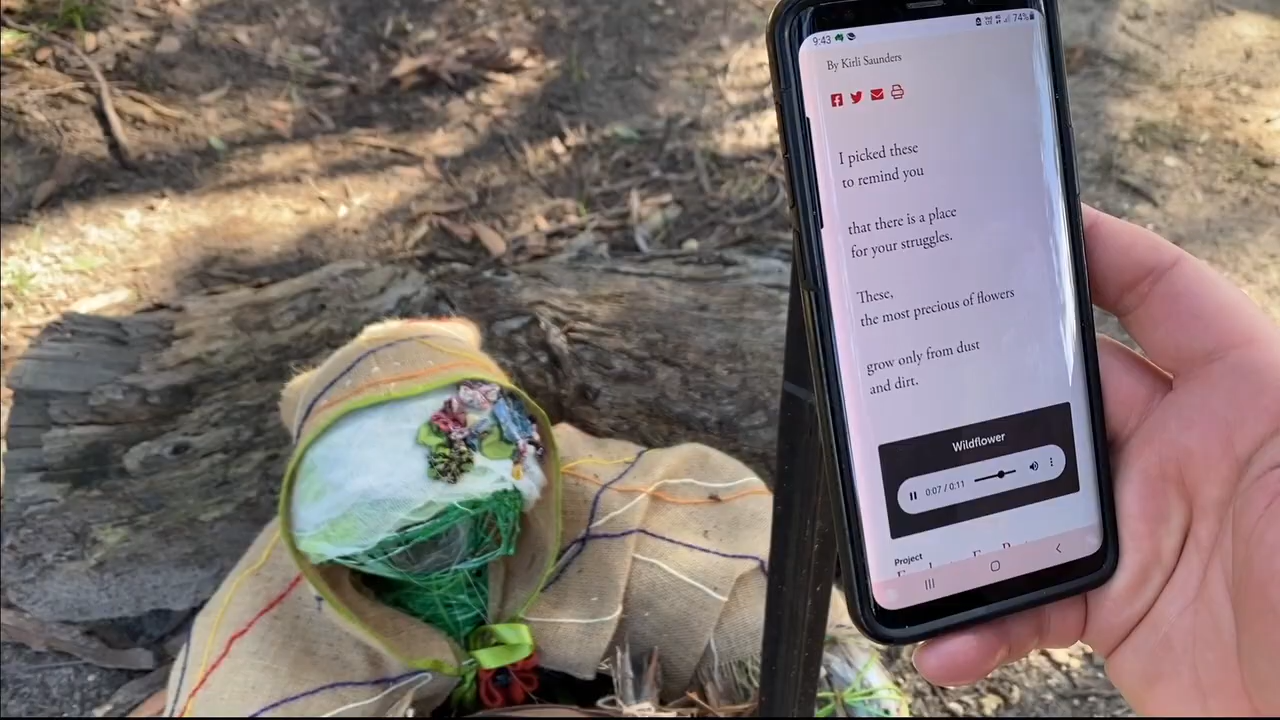 9:43
74%
By Kirli Saunders
I picked these
to remind you
that there is a place
for your struggles.
These,
the most precious of flowers
grow only from dust
and dirt.
Wildflower
0:07 / 0:11
Project